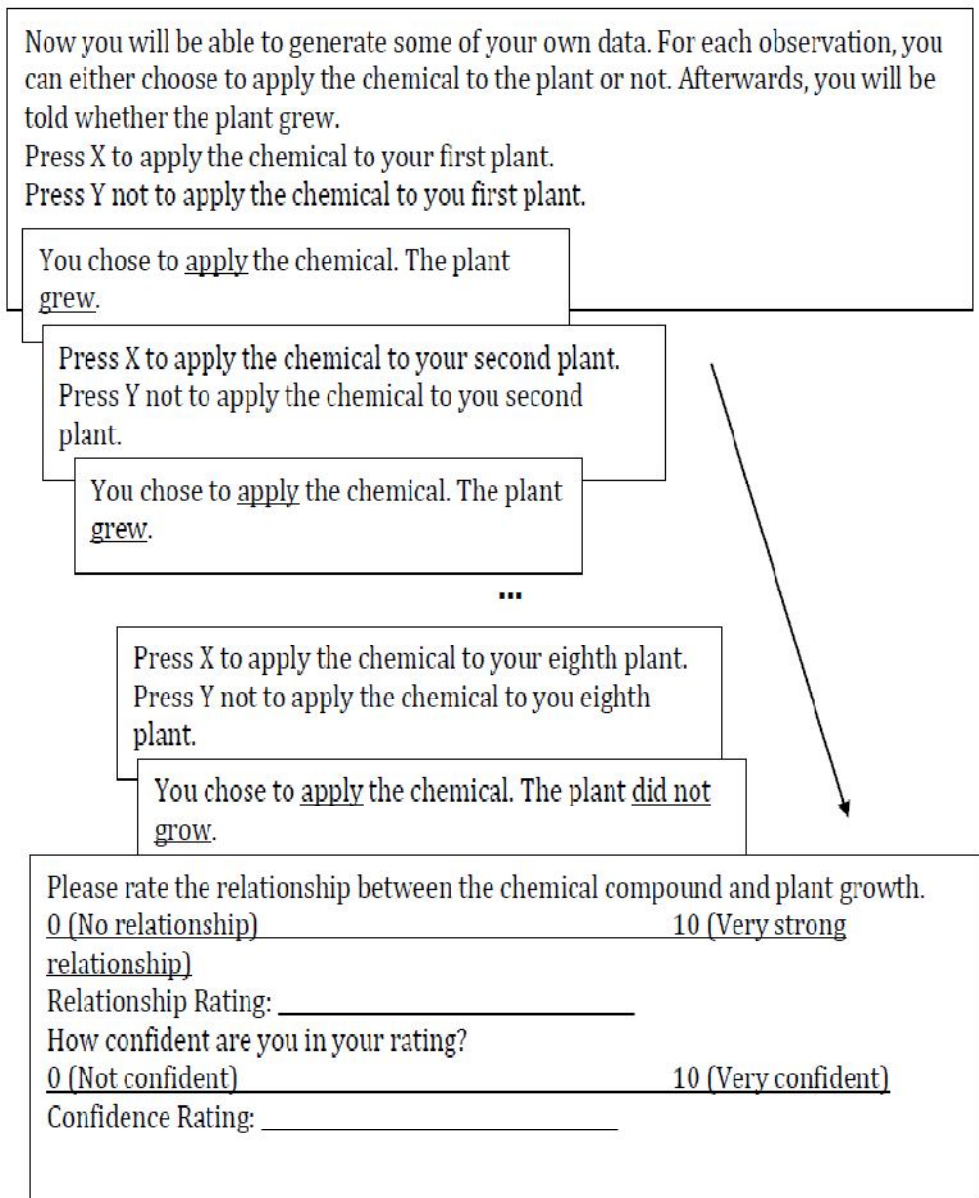 Now you will be able to generate some of your own data. For each observation, you
can either choose to apply the chemical to the plant or not. Afterwards, you will be
told whether the plant grew.
Press X to apply the chemical to your first plant.
Press Y not to apply the chemical to you first plant.
You chose to apply the chemical. The plant
grew.
Press X to apply the chemical to your second plant.
Press Y not to apply the chemical to you second
plant.
You chose to apply the chemical. The plant
grew.
...
Press X to apply the chemical to your eighth plant.
Press Y not to apply the chemical to you eighth
plant.
You chose to apply the chemical. The plant did not
grow.
Please rate the relationship between the chemical compound and plant growth.
0 (No relationship) 10 (Very strong
relationship)
Relationship Rating:
How confident are you in your rating?
0 (Not confident) 10 (Very confident)
Confidence Rating: